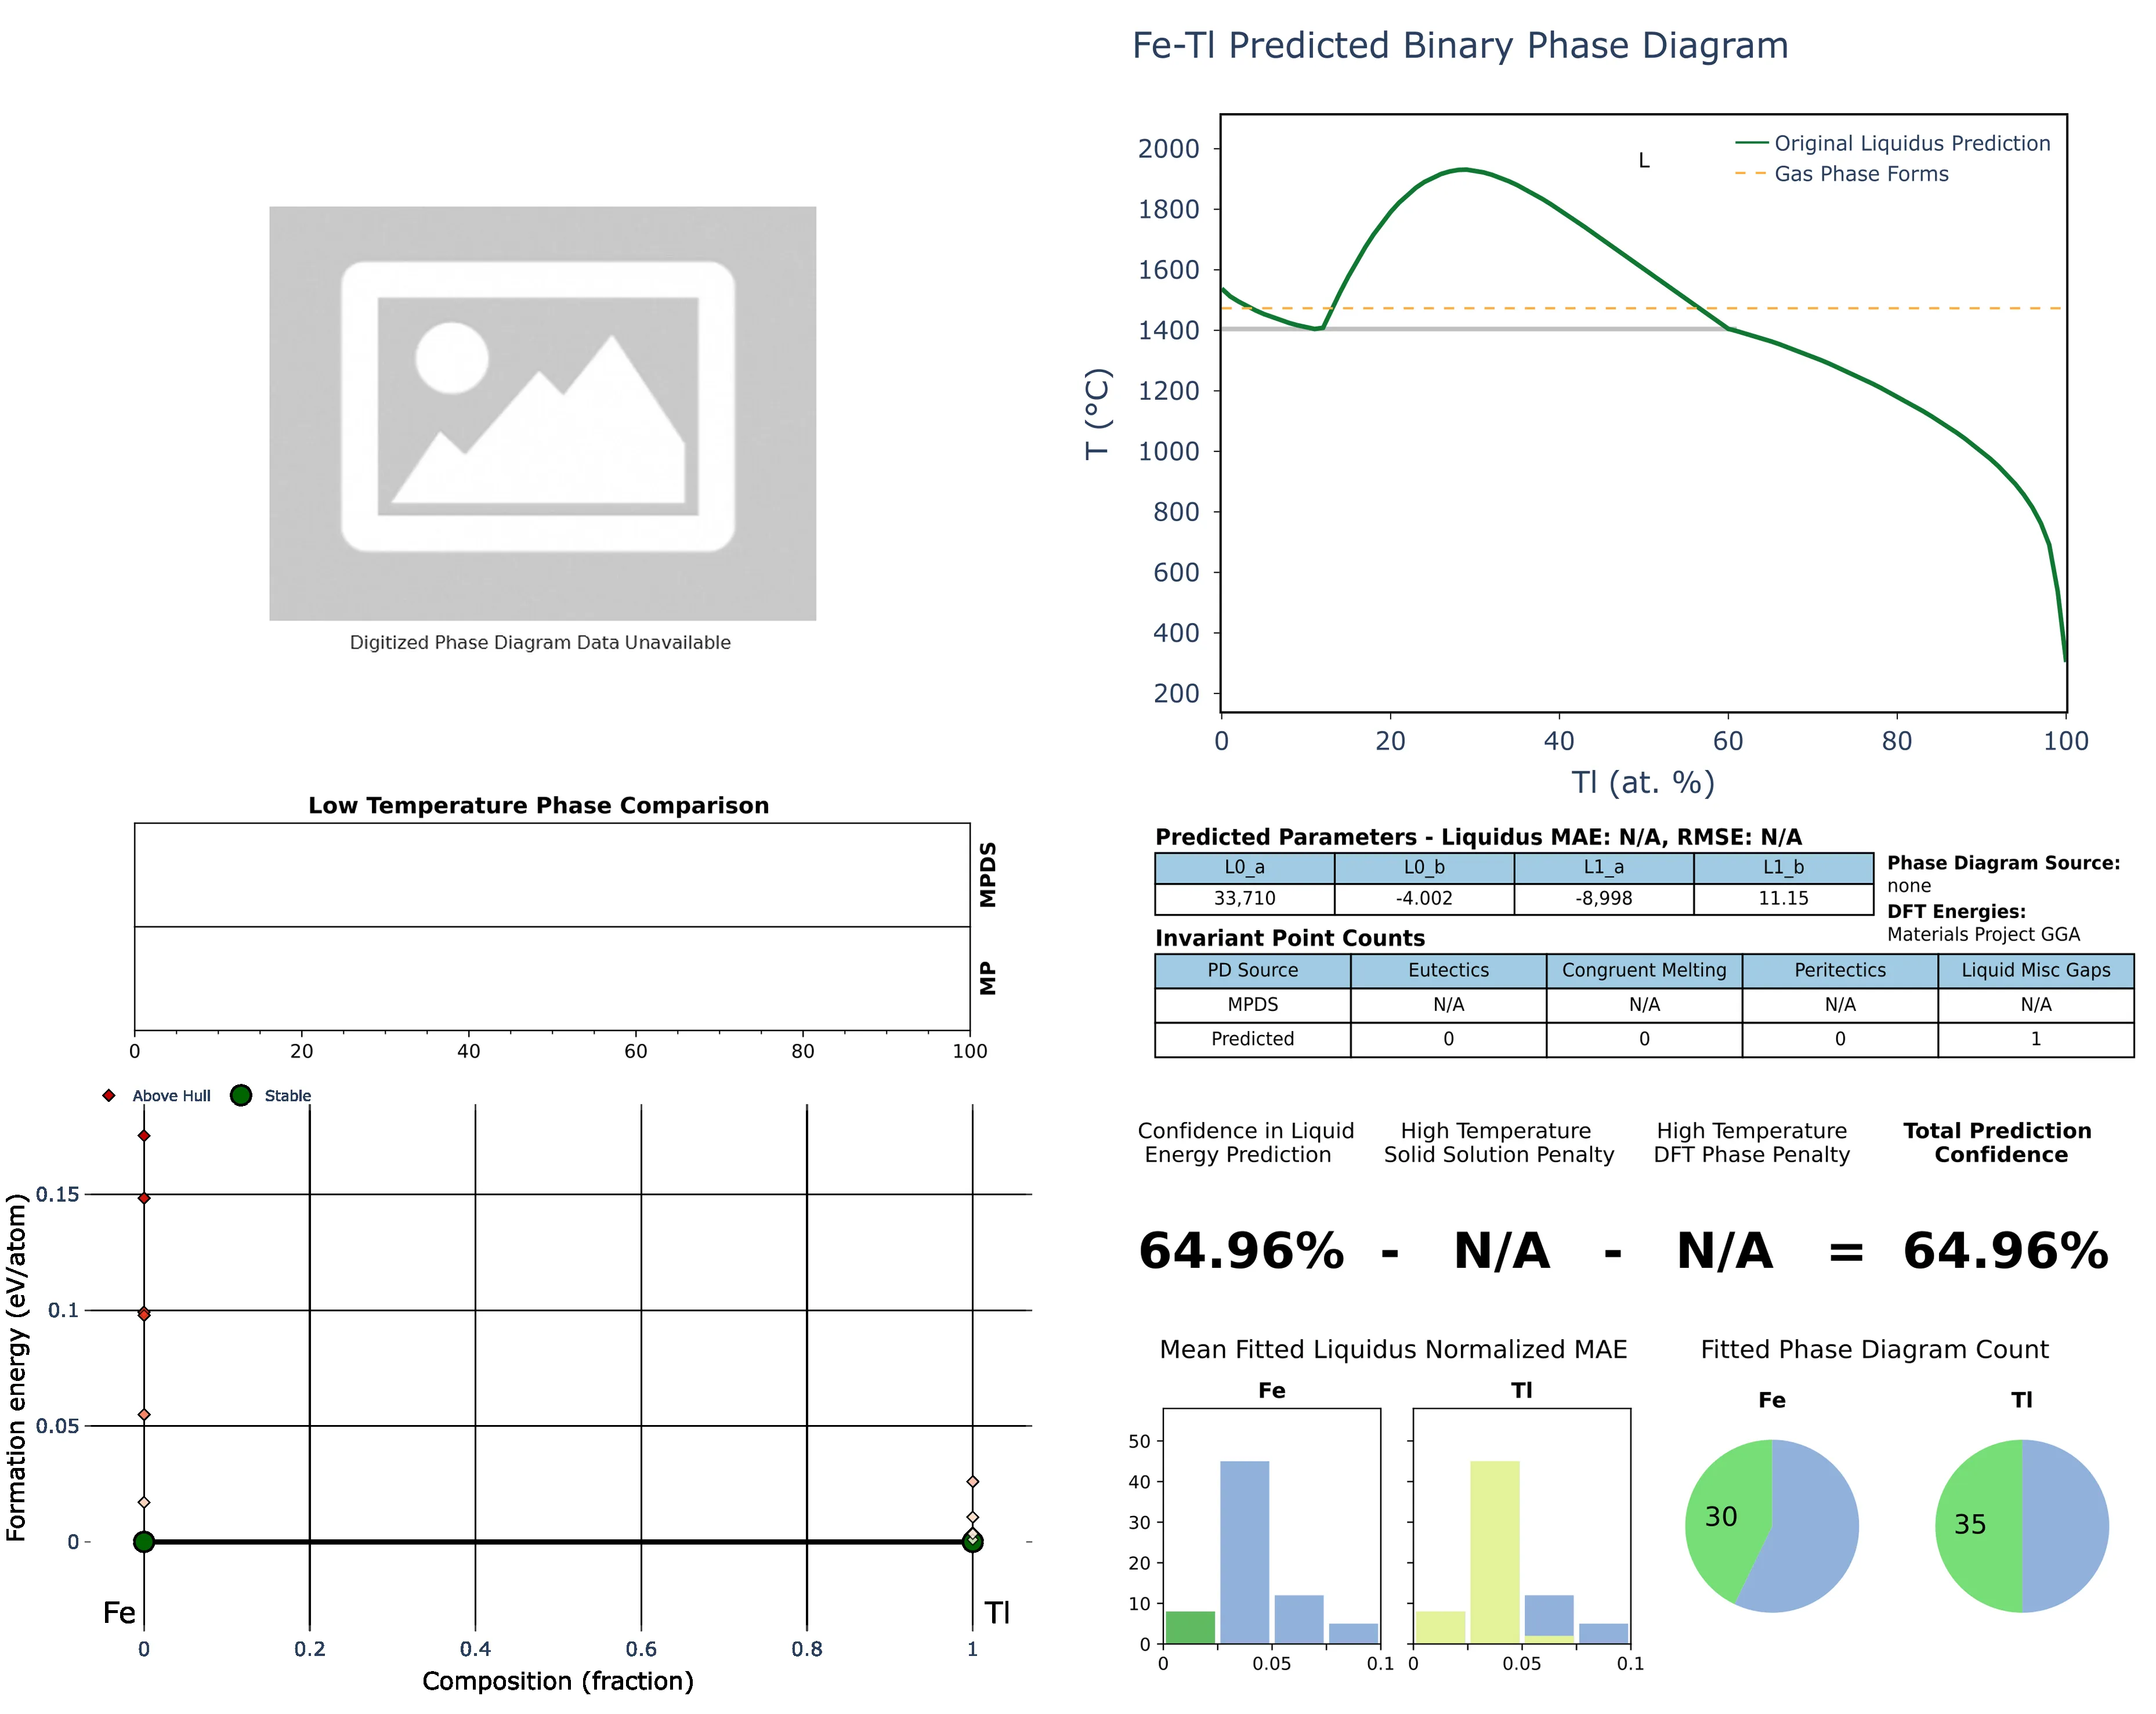 Fe-Tl Predicted Binary Phase Diagram
Digitized Phase Diagram Data Unavailable
T (°C)
2000
1800
1600
1400
1200
1000
800
600
400
200
L
Original Liquidus Prediction
Gas Phase Forms
0 20 40 60 80 100
Tl (at. %)
Low Temperature Phase Comparison
MPDS
MP
0 20 40 60 80 100
Predicted Parameters - Liquidus MAE: N/A, RMSE: N/A
L0_a L0_b L1_a L1_b
33,710 -4.002 -8,998 11.15
Phase Diagram Source:
none
DFT Energies:
Materials Project GGA
Invariant Point Counts
PD Source Eutectics Congruent Melting Peritectics Liquid Misc Gaps
MPDS N/A N/A N/A N/A
Predicted 0 0 0 1
Above Hull Stable
Formation energy (eV/atom)
0.15
0.1
0.05
0
Fe Tl
0 0.2 0.4 0.6 0.8 1
Composition (fraction)
Confidence in Liquid
Energy Prediction
High Temperature
Solid Solution Penalty
High Temperature
DFT Phase Penalty
Total Prediction
Confidence
64.96% - N/A - N/A = 64.96%
Mean Fitted Liquidus Normalized MAE
Fe Tl
50
40
30
20
10
0
0 0.05 0.1 0 0.05 0.1
Fitted Phase Diagram Count
Fe Tl
30 35